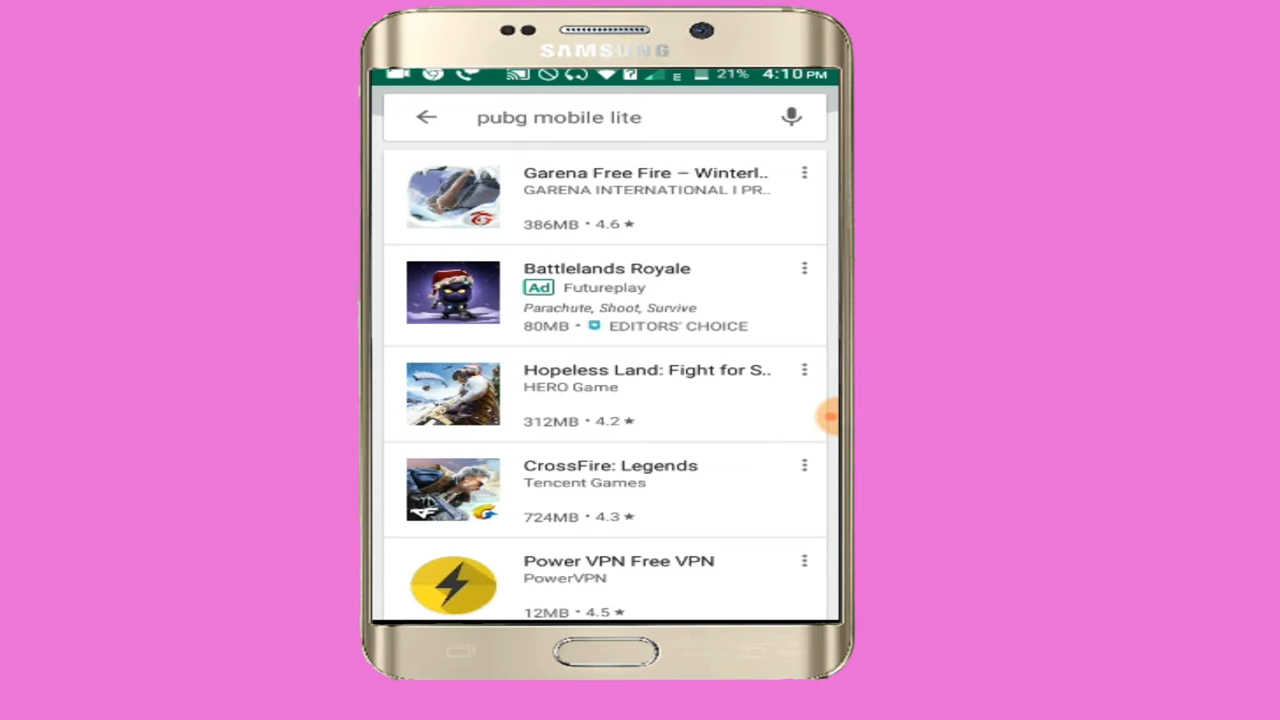 SAMSUNG
E 21% 4:10 PM
pubg mobile lite
Garena Free Fire – Winterl..
GARENA INTERNATIONAL I PR..
386MB · 4.6 ★
Battlelands Royale
Ad Futureplay
Parachute, Shoot, Survive
80MB · EDITORS' CHOICE
Hopeless Land: Fight for S..
HERO Game
312MB · 4.2 ★
CrossFire: Legends
Tencent Games
724MB · 4.3 ★
Power VPN Free VPN
PowerVPN
12MB · 4.5 ★